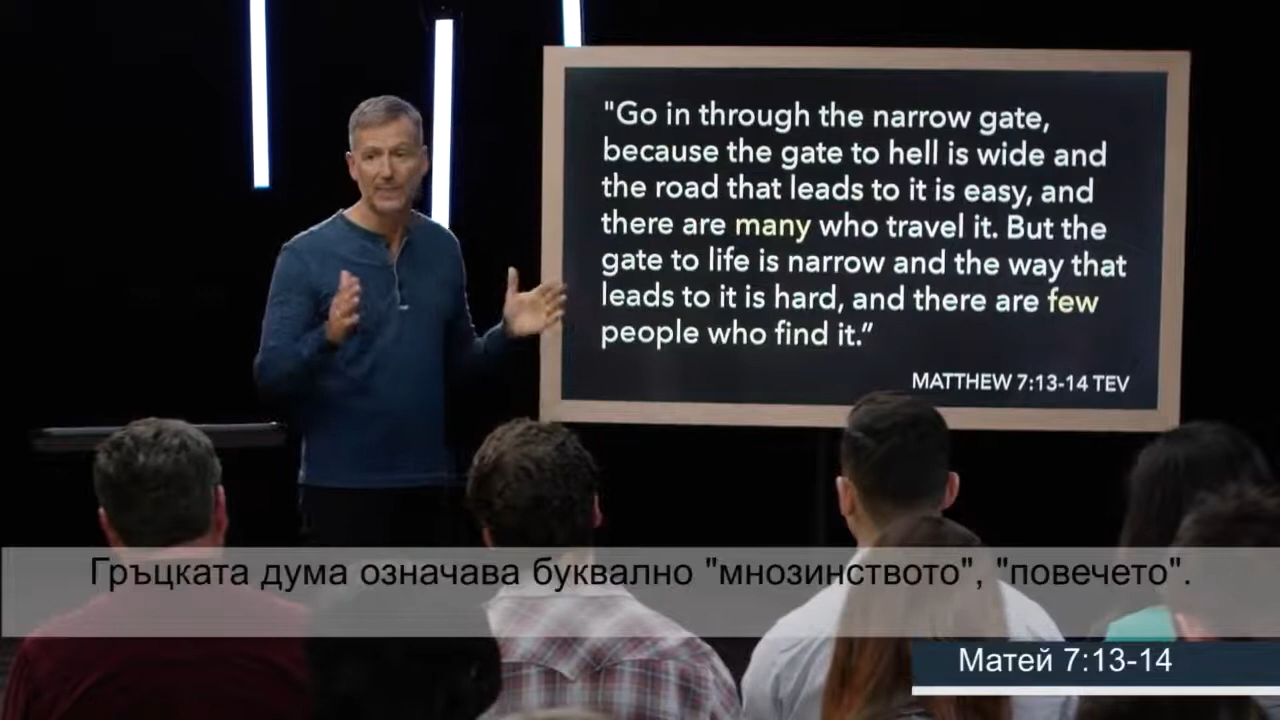 "Go in through the narrow gate,
because the gate to hell is wide and
the road that leads to it is easy, and
there are many who travel it. But the
gate to life is narrow and the way that
leads to it is hard, and there are few
people who find it.”
MATTHEW 7:13-14 TEV
Гръцката дума означава буквално "мнозинството", "повечето".
Матей 7:13-14